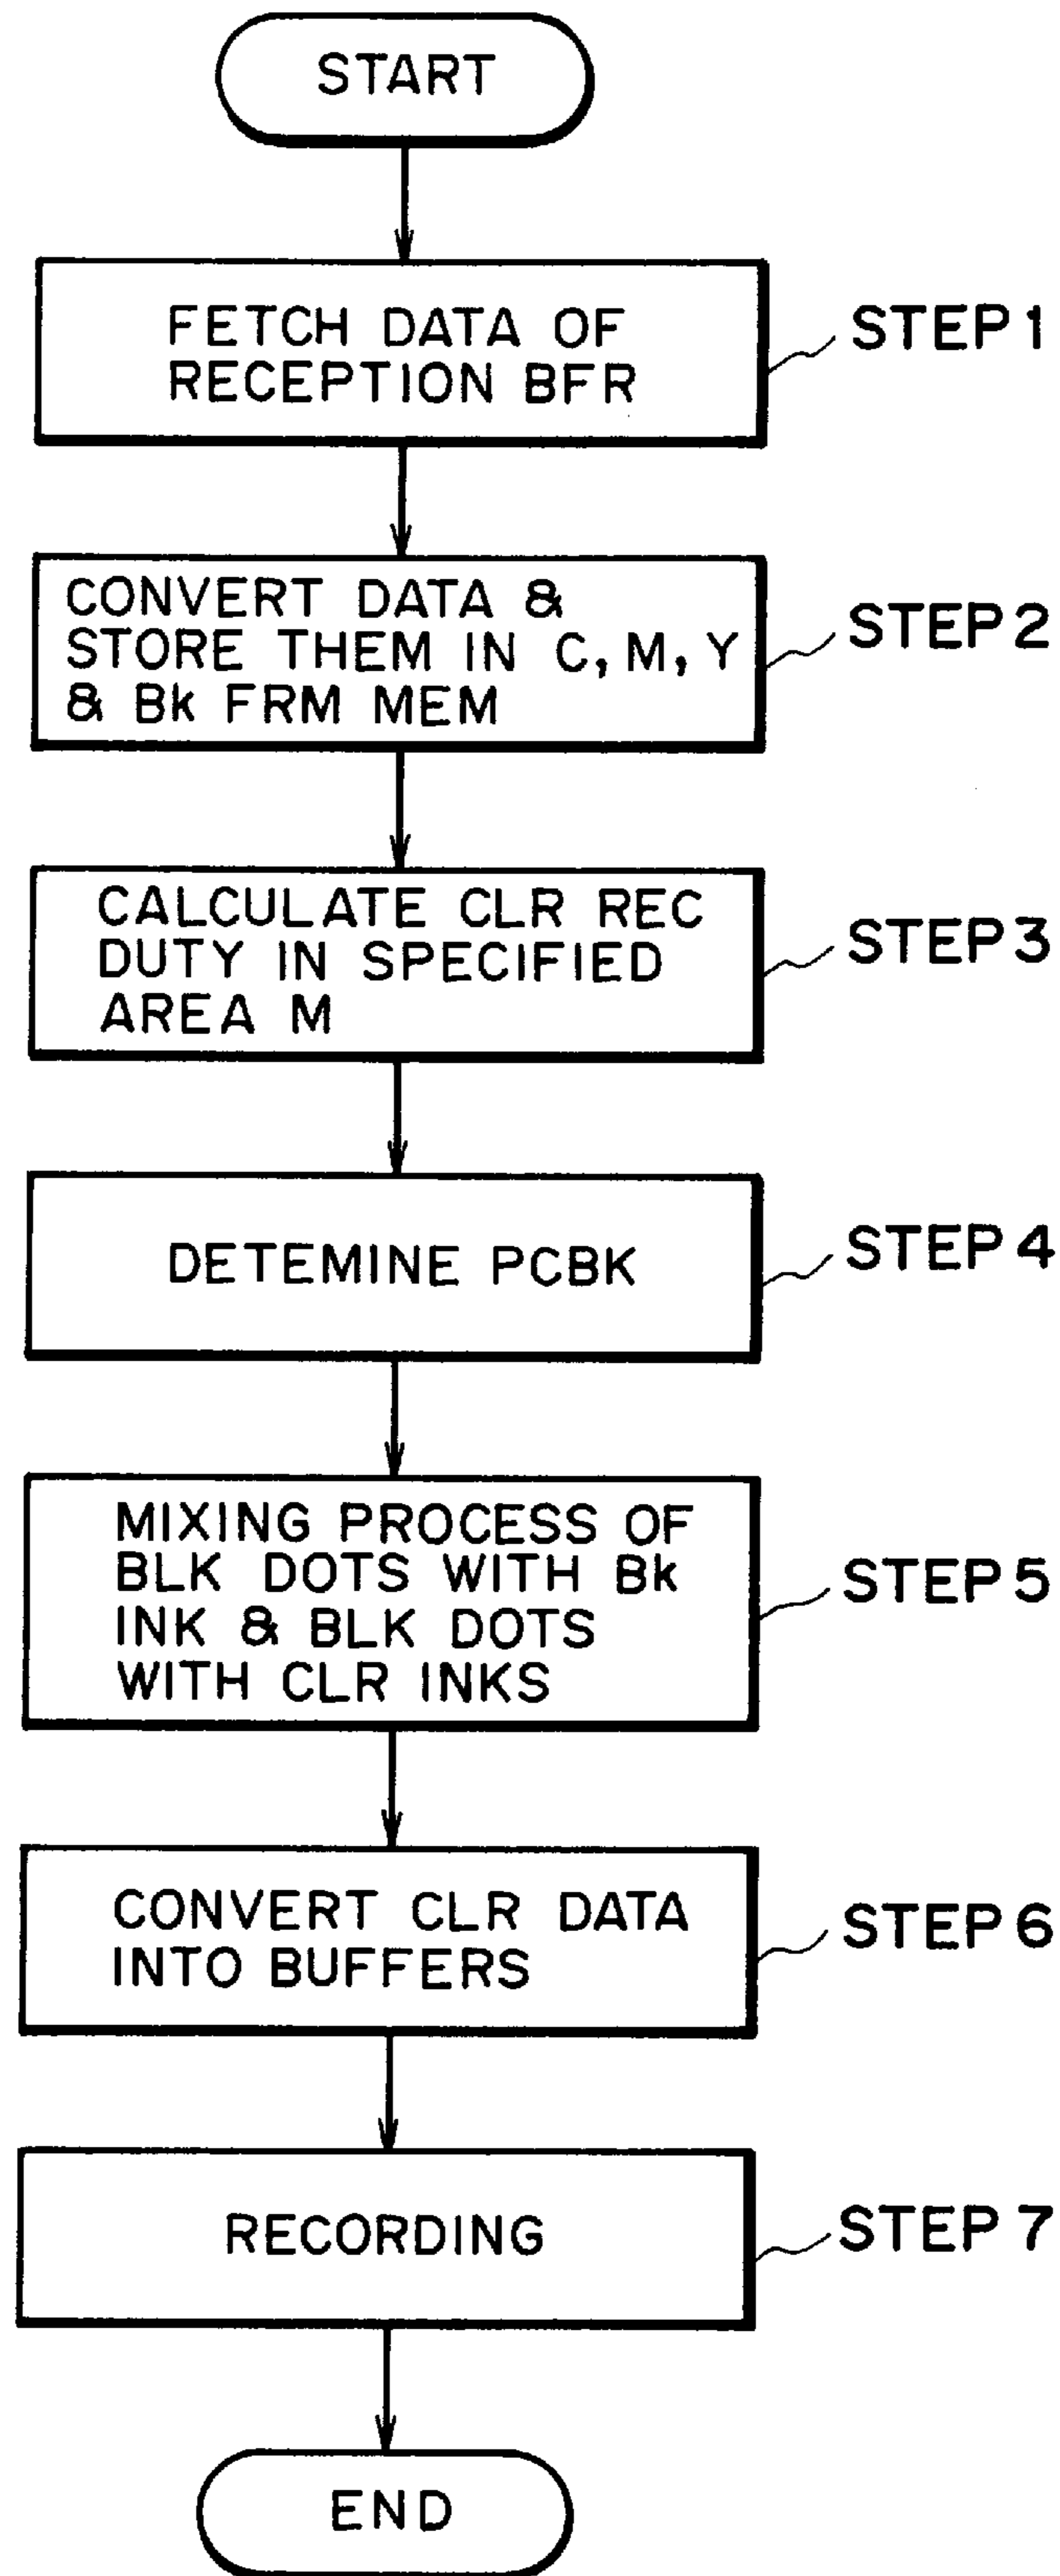 START
FETCH DATA OF
RECEPTION BFR
STEP 1
CONVERT DATA &
STORE THEM IN C, M, Y
& Bk FRM MEM
STEP 2
CALCULATE CLR REC
DUTY IN SPECIFIED
AREA M
STEP 3
DETEMINE PCBK
STEP 4
MIXING PROCESS OF
BLK DOTS WITH Bk
INK & BLK DOTS
WITH CLR INKS
STEP 5
CONVERT CLR DATA
INTO BUFFERS
STEP 6
RECORDING
STEP 7
END